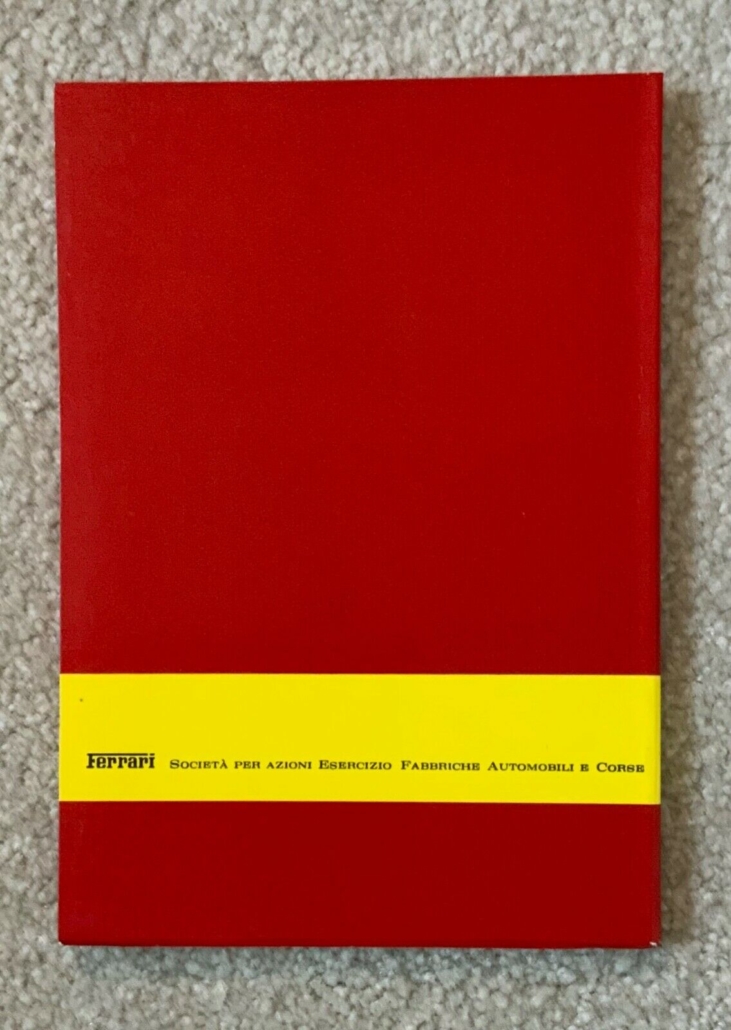 Ferrari Società per azioni Esercizio Fabbriche Automobili e Corse